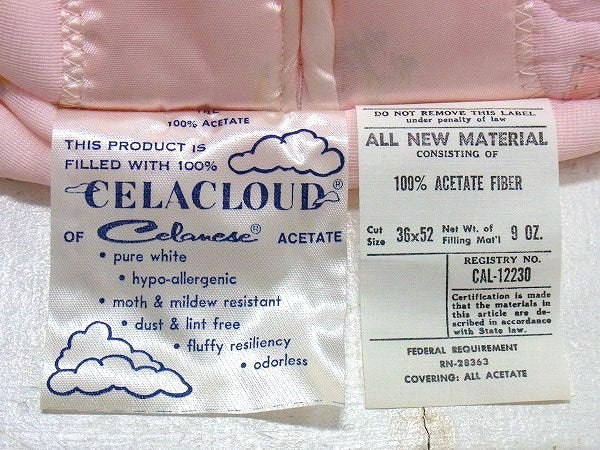 100% ACETATE
THIS PRODUCT IS
FILLED WITH 100%
CELACLOUD®
OF Celanese® ACETATE
• pure white
• hypo-allergenic
• moth & mildew resistant
• dust & lint free
• fluffy resiliency
• odorless
DO NOT REMOVE THIS LABEL
under penalty of law
ALL NEW MATERIAL
CONSISTING OF
100% ACETATE FIBER
Cut Size 36x52 Net Wt. of Filling Mat'l 9 OZ.
REGISTRY NO.
CAL-12230
Certification is made
that the materials in
this article are de-
scribed in accordance
with State law.
FEDERAL REQUIREMENT
RN-28363
COVERING: ALL ACETATE